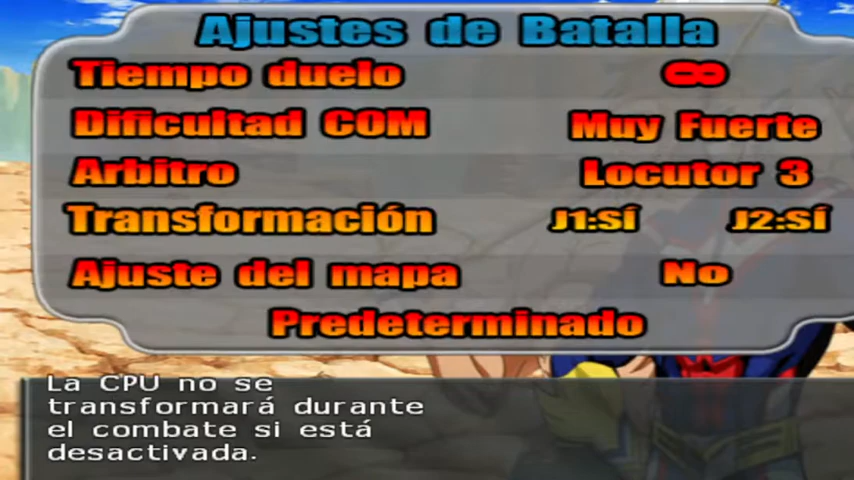 Ajustes de Batalla
Tiempo duelo ∞
Dificultad COM Muy Fuerte
Arbitro Locutor 3
Transformación J1:SÍ J2:SÍ
Ajuste del mapa No
Predeterminado
La CPU no se
transformará durante
el combate si está
desactivada.